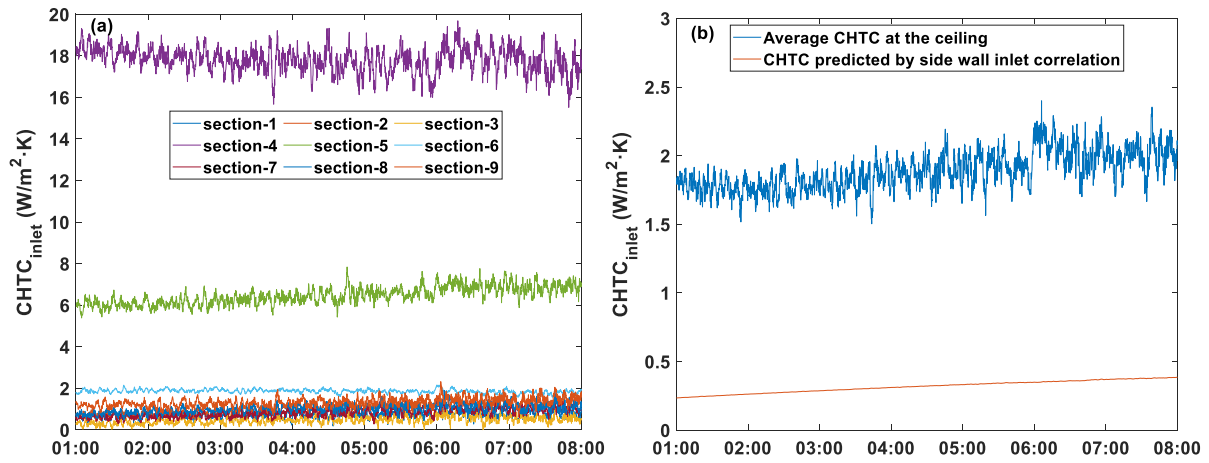 (a)
20
18
16
14
12
10
8
6
4
2
0
CHTC_inlet (W/m²·K)
section-1 section-2 section-3
section-4 section-5 section-6
section-7 section-8 section-9
01:00 02:00 03:00 04:00 05:00 06:00 07:00 08:00
(b)
3
2.5
2
1.5
1
0.5
0
CHTC_inlet (W/m²·K)
Average CHTC at the ceiling
CHTC predicted by side wall inlet correlation
01:00 02:00 03:00 04:00 05:00 06:00 07:00 08:00